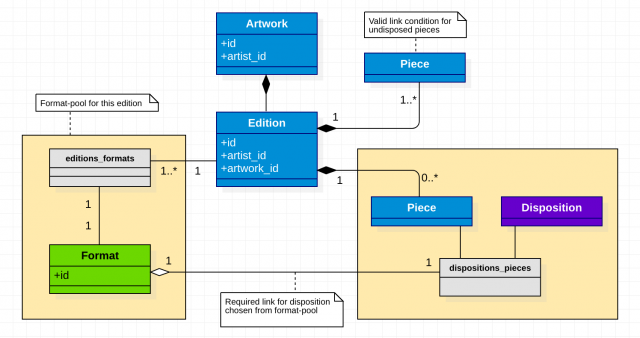 Artwork
+id
+artist_id
Valid link condition for
undisposed pieces
Piece
1..*
1
Format-pool for this edition
Edition
+id
+artist_id
+artwork_id
editions_formats
1..*
1
1
0..*
1
1
Piece
Disposition
Format
+id
1
1
dispositions_pieces
Required link for disposition
chosen from format-pool